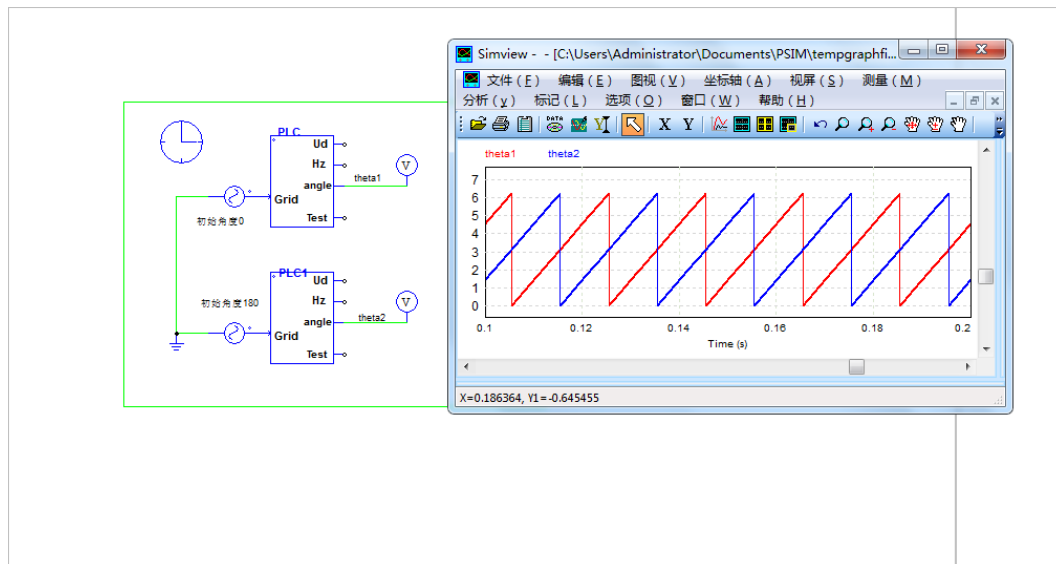 Simview - - [C:\Users\Administrator\Documents\PSIM\tempgraphfi...
文件(F) 编辑(E) 图视(V) 坐标轴(A) 视屏(S) 测量(M)
分析(y) 标记(L) 选项(O) 窗口(W) 帮助(H)
DATA
X Y
theta1 theta2
7
6
5
4
3
2
1
0
0.1 0.12 0.14 0.16 0.18 0.2
Time (s)
X=0.186364, Y1=-0.645455
PLC
Ud
Hz
angle
Grid
Test
theta1
V
初始角度0
PLC1
Ud
Hz
angle
Grid
Test
theta2
V
初始角度180